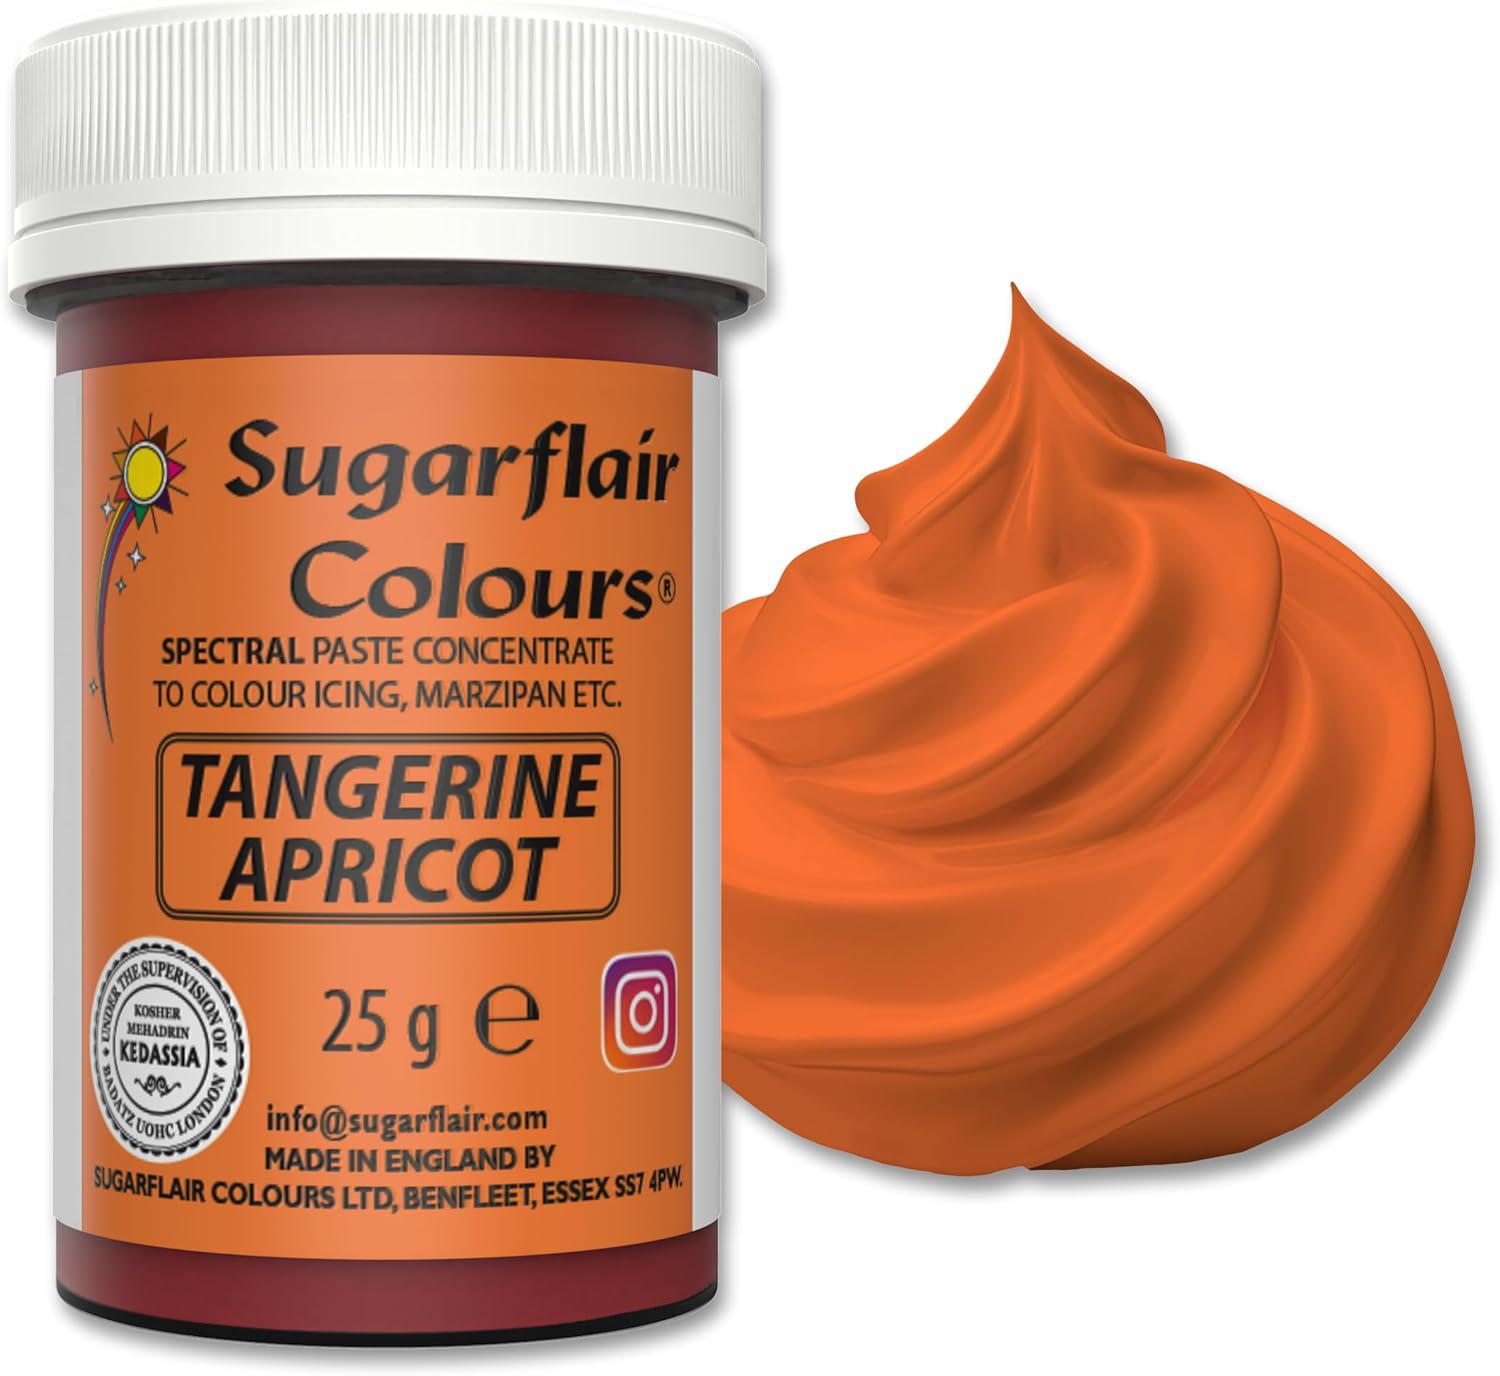 Sugarflair
Colours®
SPECTRAL PASTE CONCENTRATE
TO COLOUR ICING, MARZIPAN ETC.
TANGERINE
APRICOT
UNDER THE SUPERVISION OF
KOSHER
MEHADRIN
KEDASSIA
BADATZ UOHC LONDON
25 g ℮
info@sugarflair.com
MADE IN ENGLAND BY
SUGARFLAIR COLOURS LTD, BENFLEET, ESSEX SS7 4PW.